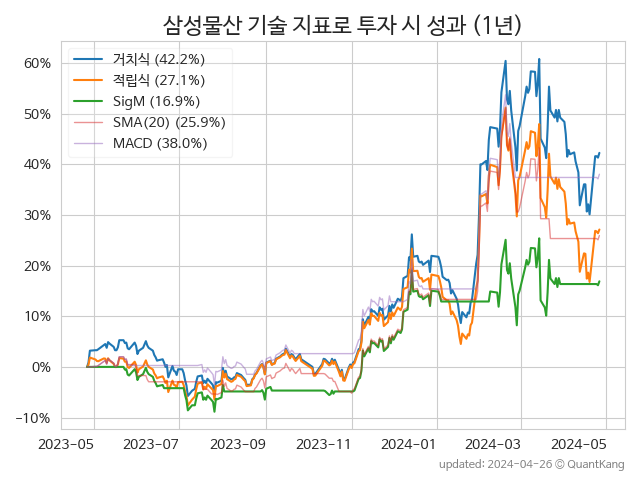 삼성물산 기술 지표로 투자 시 성과 (1년)
거치식 (42.2%)
적립식 (27.1%)
SigM (16.9%)
SMA(20) (25.9%)
MACD (38.0%)
60%
50%
40%
30%
20%
10%
0%
−10%
2023-05 2023-07 2023-09 2023-11 2024-01 2024-03 2024-05
updated: 2024-04-26 © QuantKang